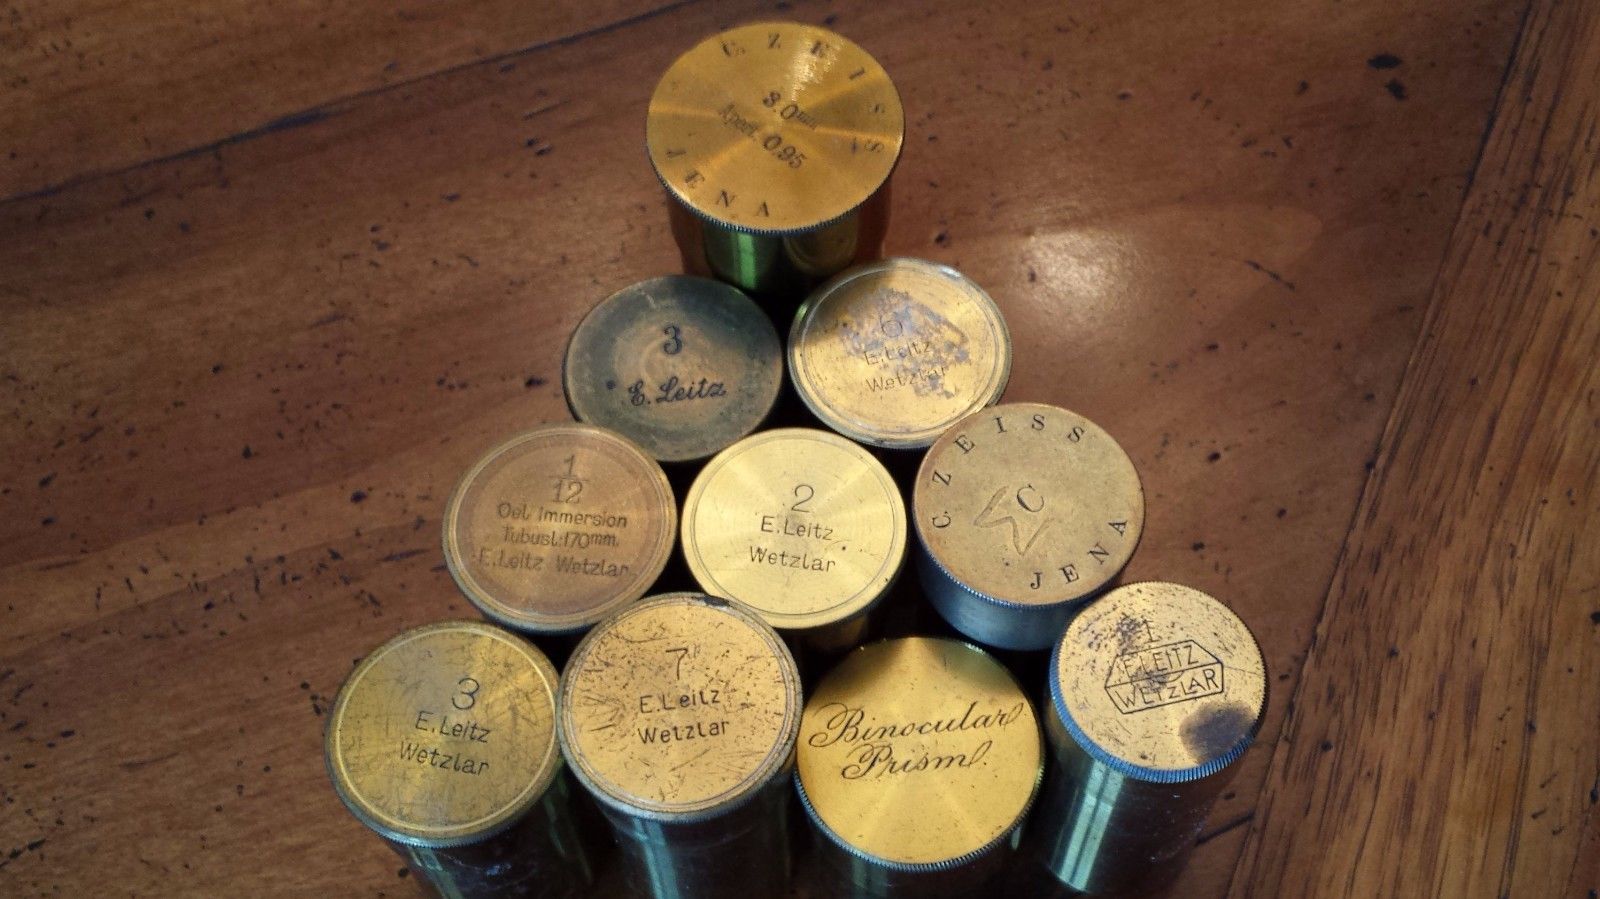 C. ZEISS
3.0mm
Apert. 0.95
JENA
3
E. Leitz
6
E. Leitz
Wetzlar
1
12
Oel Immersion
Tubusl: 170mm.
E. Leitz Wetzlar.
2
E. Leitz
Wetzlar
C. ZEISS
C
JENA
3
E. Leitz
Wetzlar
7
E. Leitz
Wetzlar
Binocular
Prism.
1
E. LEITZ
WETZLAR